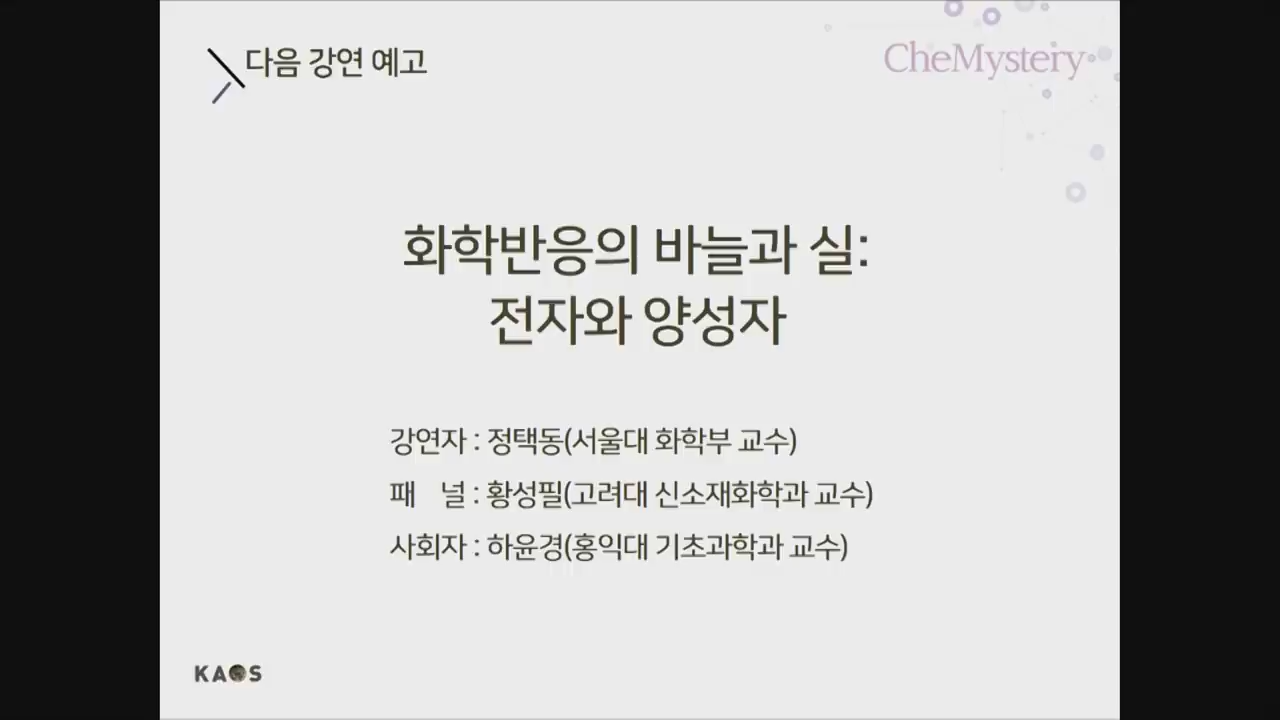 다음 강연 예고
CheMystery
화학반응의 바늘과 실:
전자와 양성자
강연자 : 정택동(서울대 화학부 교수)
패 널 : 황성필(고려대 신소재화학과 교수)
사회자 : 하윤경(홍익대 기초과학과 교수)
KAOS